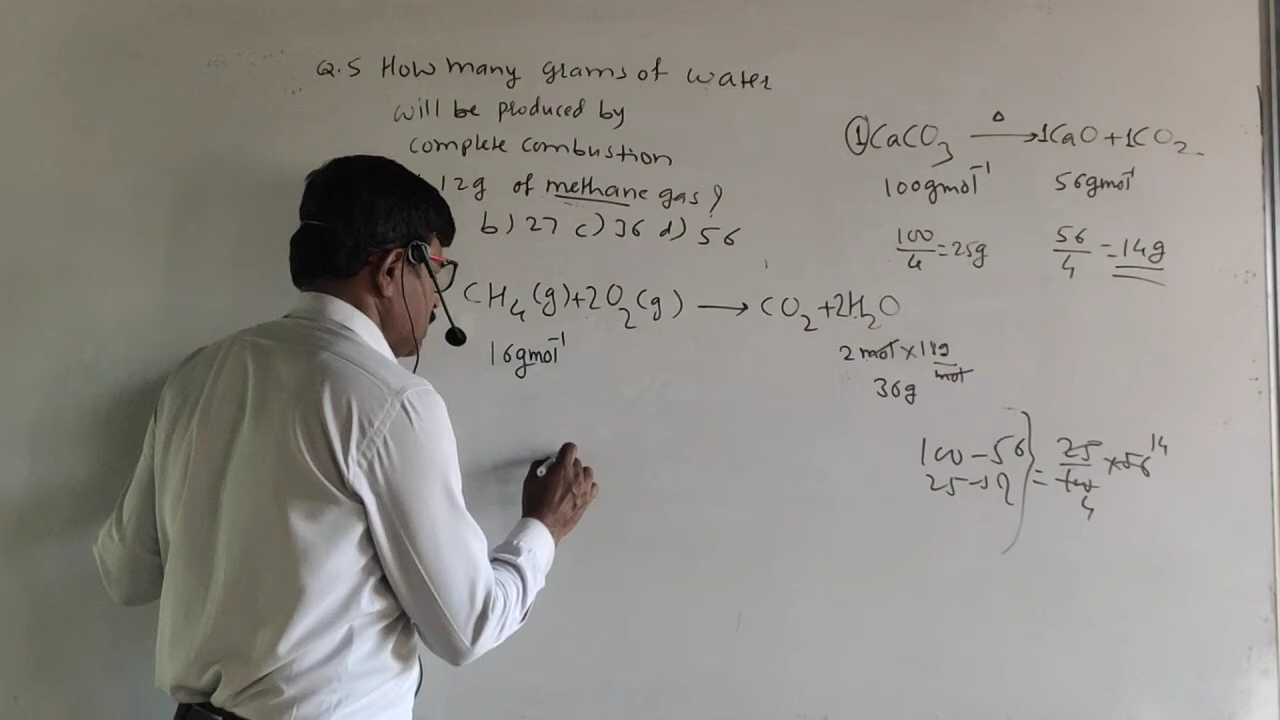 Q.5 How many grams of water
will be produced by
complete combustion
12g of methane gas?
b) 27 c) 36 d) 56
CH₄(g)+2O₂(g) ⟶ CO₂+2H₂O
16gmol⁻¹
2 mol × 18g/mol
36g
① CaCO₃ —Δ→ 1CaO+1CO₂
100gmol⁻¹ 56gmol⁻¹
100/4=25g 56/4=14g
100 – 56
25 → ?
} = 25/100 × 56 14
4